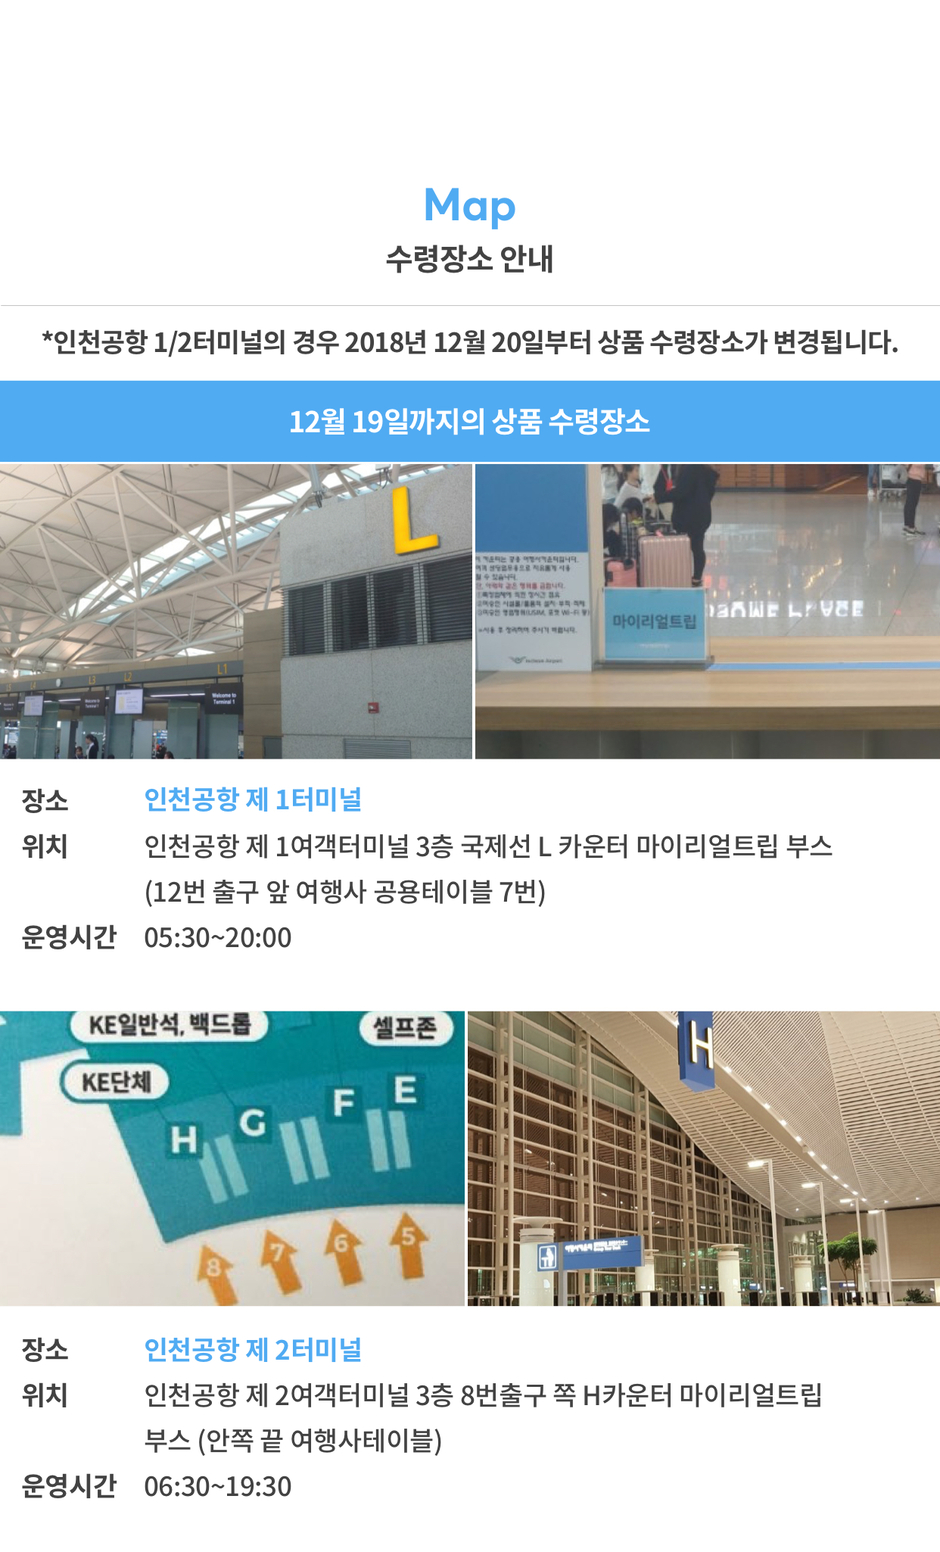 Map
수령장소 안내
*인천공항 1/2터미널의 경우 2018년 12월 20일부터 상품 수령장소가 변경됩니다.
12월 19일까지의 상품 수령장소
L
L3
L2
L1
Welcome to
Terminal 1
마이리얼트립
Incheon Airport
장소 인천공항 제 1터미널
위치 인천공항 제 1여객터미널 3층 국제선 L 카운터 마이리얼트립 부스
(12번 출구 앞 여행사 공용테이블 7번)
운영시간 05:30~20:00
KE일반석, 백드롭
셀프존
KE단체
H G F E
8 7 6 5
H
장소 인천공항 제 2터미널
위치 인천공항 제 2여객터미널 3층 8번출구 쪽 H카운터 마이리얼트립
부스 (안쪽 끝 여행사테이블)
운영시간 06:30~19:30